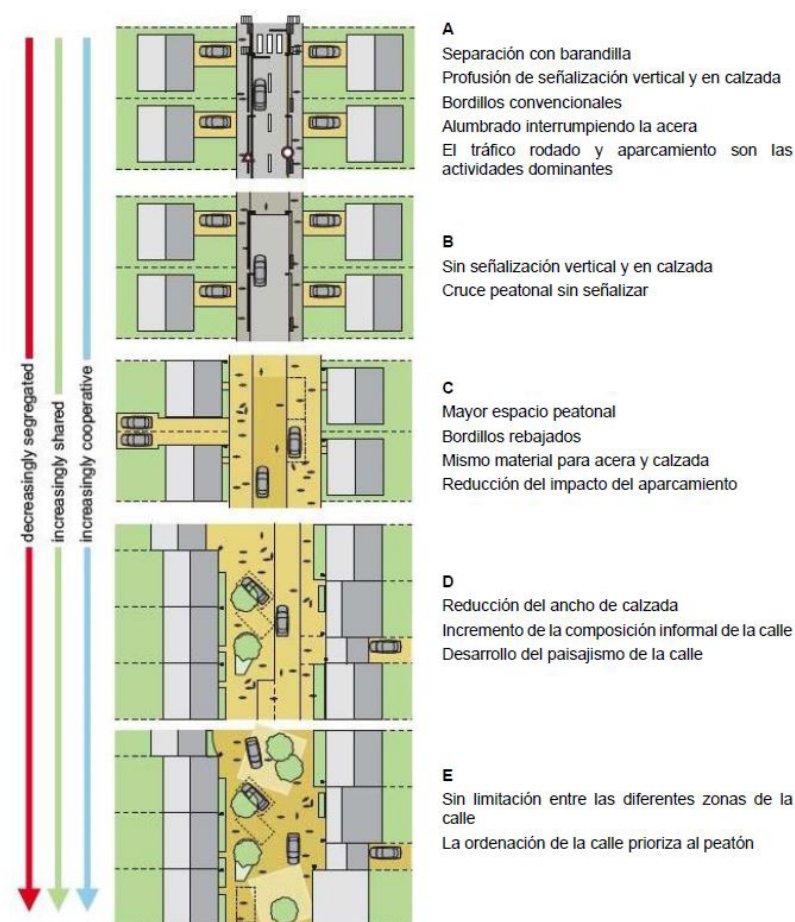 decreasingly segregated
increasingly shared
increasingly cooperative
A
Separación con barandilla
Profusión de señalización vertical y en calzada
Bordillos convencionales
Alumbrado interrumpiendo la acera
El tráfico rodado y aparcamiento son las
actividades dominantes
B
Sin señalización vertical y en calzada
Cruce peatonal sin señalizar
C
Mayor espacio peatonal
Bordillos rebajados
Mismo material para acera y calzada
Reducción del impacto del aparcamiento
D
Reducción del ancho de calzada
Incremento de la composición informal de la calle
Desarrollo del paisajismo de la calle
E
Sin limitación entre las diferentes zonas de la
calle
La ordenación de la calle prioriza al peatón